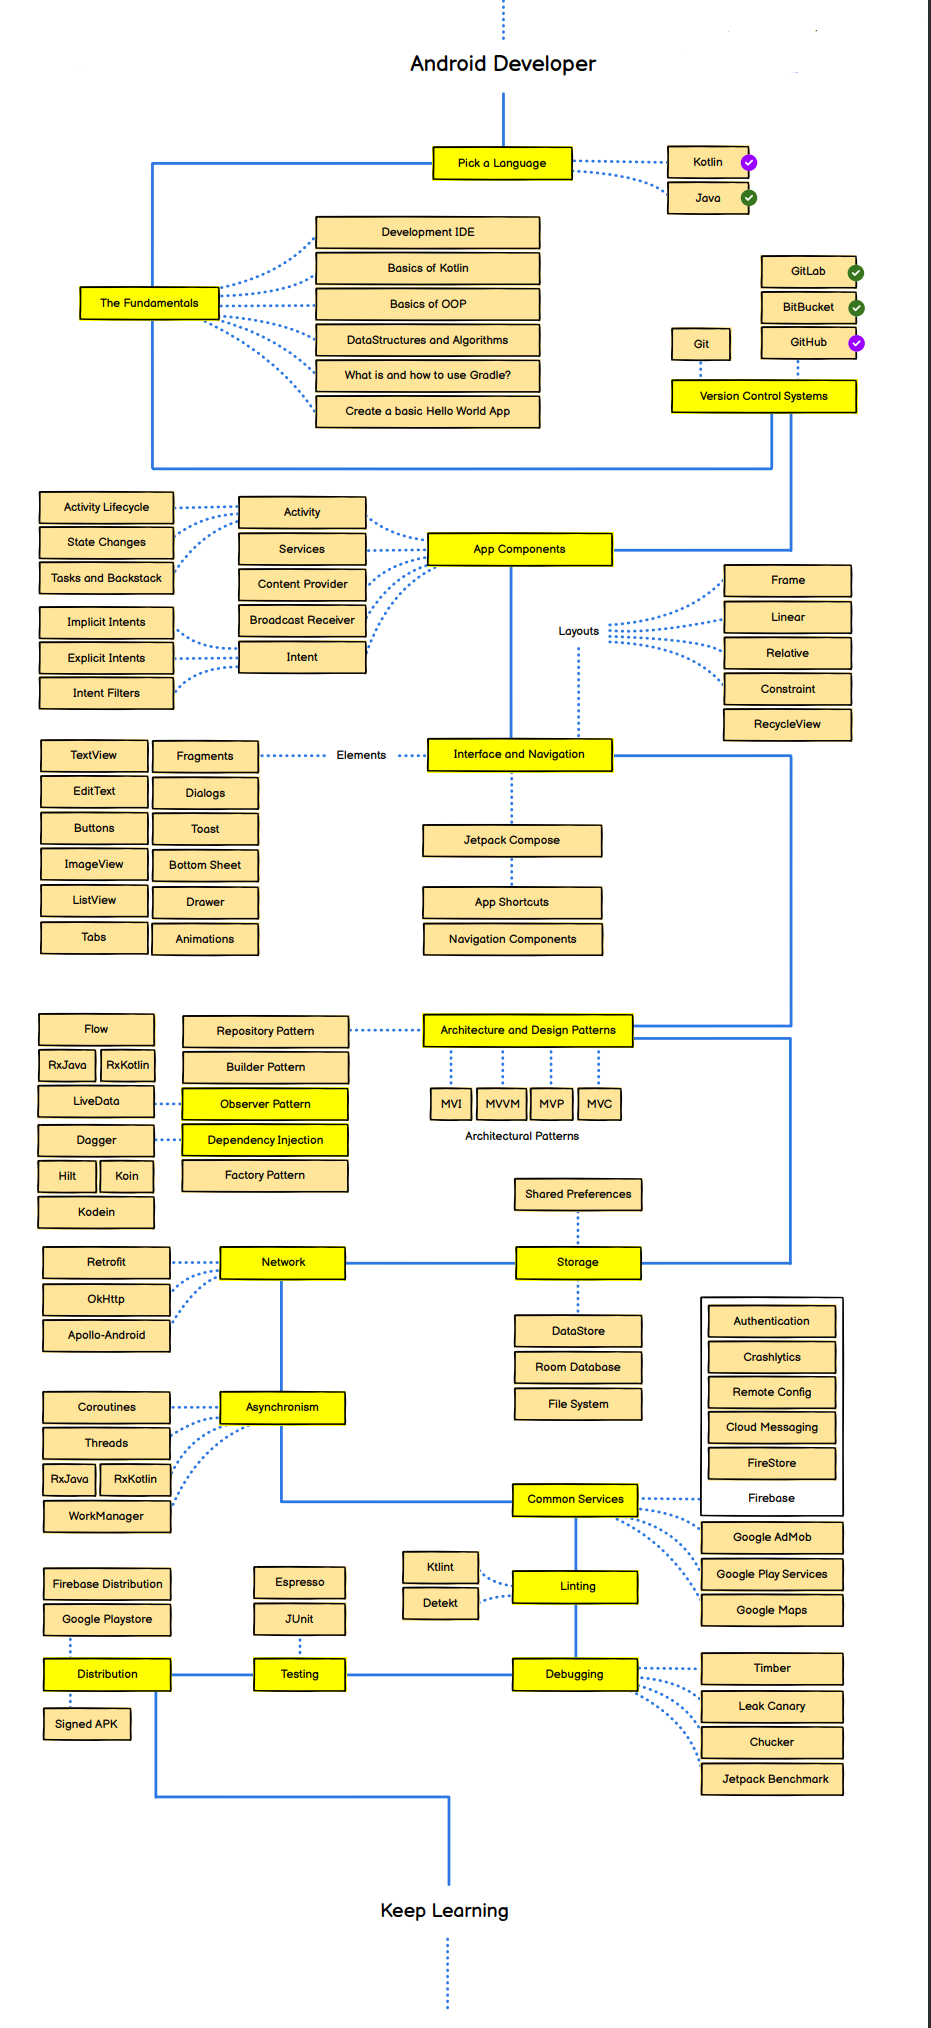 Android Developer
Pick a Language
Kotlin
Java
The Fundamentals
Development IDE
Basics of Kotlin
Basics of OOP
DataStructures and Algorithms
What is and how to use Gradle?
Create a basic Hello World App
GitLab
BitBucket
GitHub
Git
Version Control Systems
App Components
Activity
Services
Content Provider
Broadcast Receiver
Intent
Activity Lifecycle
State Changes
Tasks and Backstack
Implicit Intents
Explicit Intents
Intent Filters
Layouts
Frame
Linear
Relative
Constraint
RecycleView
Interface and Navigation
Elements
TextView
Fragments
EditText
Dialogs
Buttons
Toast
ImageView
Bottom Sheet
ListView
Drawer
Tabs
Animations
Jetpack Compose
App Shortcuts
Navigation Components
Architecture and Design Patterns
MVI
MVVM
MVP
MVC
Architectural Patterns
Repository Pattern
Builder Pattern
Observer Pattern
Dependency Injection
Factory Pattern
Flow
RxJava
RxKotlin
LiveData
Dagger
Hilt
Koin
Kodein
Shared Preferences
Storage
DataStore
Room Database
File System
Network
Retrofit
OkHttp
Apollo-Android
Asynchronism
Coroutines
Threads
RxJava
RxKotlin
WorkManager
Common Services
Authentication
Crashlytics
Remote Config
Cloud Messaging
FireStore
Firebase
Google AdMob
Google Play Services
Google Maps
Linting
Ktlint
Detekt
Debugging
Timber
Leak Canary
Chucker
Jetpack Benchmark
Espresso
JUnit
Testing
Firebase Distribution
Google Playstore
Distribution
Signed APK
Keep Learning